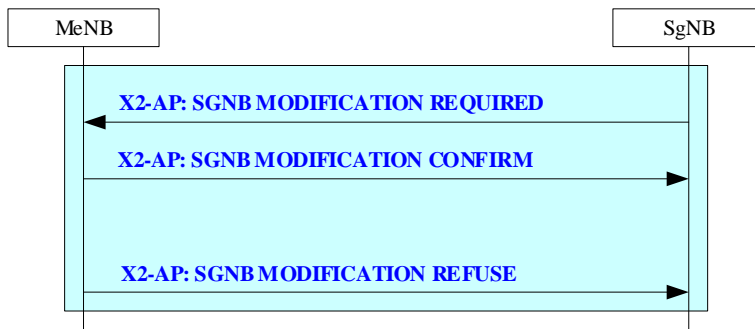 MeNB
SgNB
X2-AP: SGNB MODIFICATION REQUIRED
X2-AP: SGNB MODIFICATION CONFIRM
X2-AP: SGNB MODIFICATION REFUSE